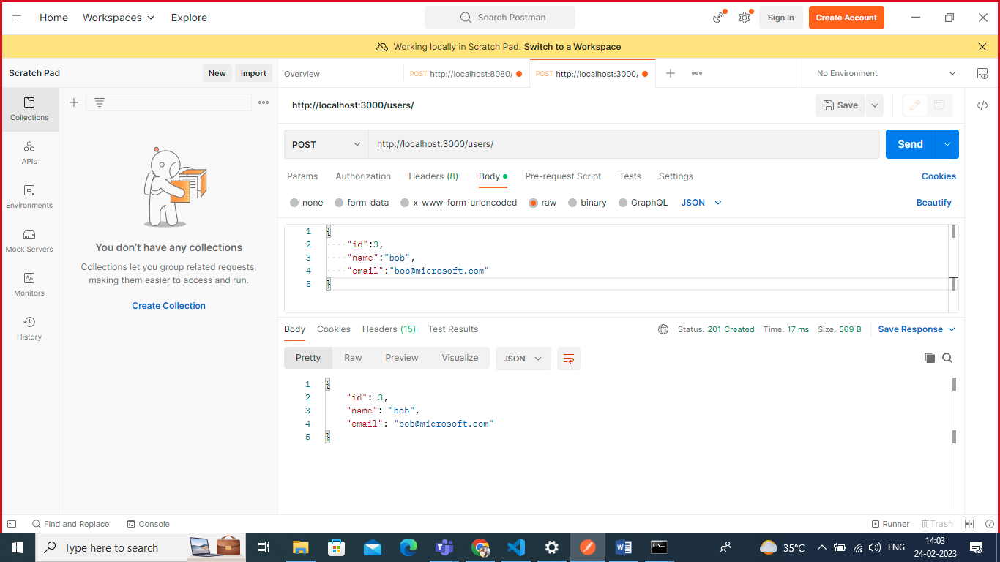 Home Workspaces Explore Search Postman Sign In Create Account
Working locally in Scratch Pad. Switch to a Workspace
Scratch Pad New Import Overview POST http://localhost:8080/ POST http://localhost:3000/ No Environment
Collections
APIs
Environments
Mock Servers
Monitors
History
You don't have any collections
Collections let you group related requests,
making them easier to access and run.
Create Collection
http://localhost:3000/users/ Save
POST http://localhost:3000/users/ Send
Params Authorization Headers (8) Body Pre-request Script Tests Settings Cookies
none form-data x-www-form-urlencoded raw binary GraphQL JSON Beautify
1 {
2 "id":3,
3 "name":"bob",
4 "email":"bob@microsoft.com"
5 }
Body Cookies Headers (15) Test Results Status: 201 Created Time: 17 ms Size: 569 B Save Response
Pretty Raw Preview Visualize JSON
1 {
2 "id": 3,
3 "name": "bob",
4 "email": "bob@microsoft.com"
5 }
Find and Replace Console Runner Trash
Type here to search 35°C ENG 14:03
24-02-2023